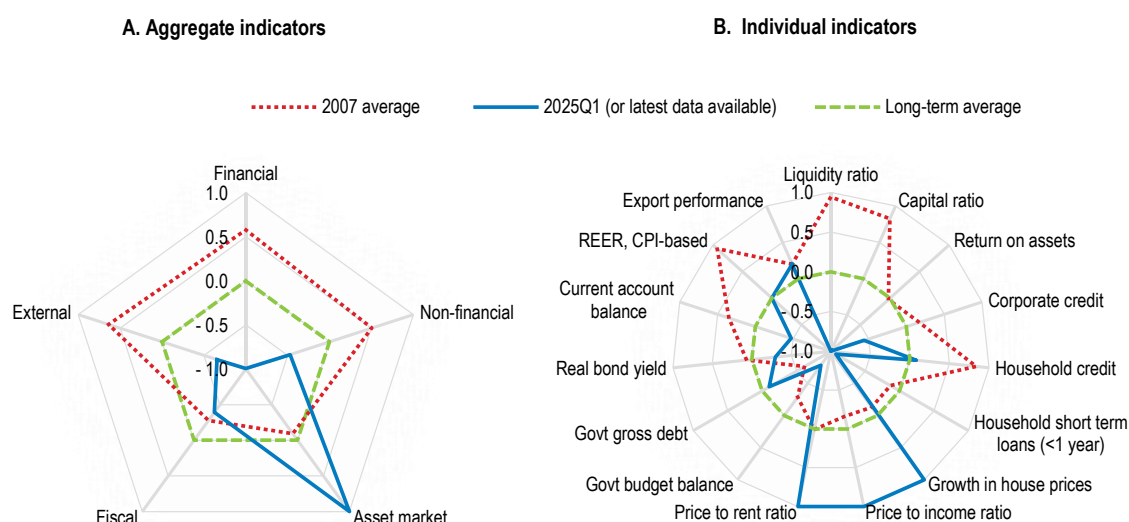 A. Aggregate indicators
B. Individual indicators
2007 average
2025Q1 (or latest data available)
Long-term average
Financial
1.0
0.5
0.0
- 0.5
- 1.0
External
Non-financial
Fiscal
Asset market
Liquidity ratio
1.0
0.5
0.0
- 0.5
- 1.0
Export performance
Capital ratio
REER, CPI-based
Return on assets
Current account
balance
Corporate credit
Real bond yield
Household credit
Govt gross debt
Household short term
loans (<1 year)
Govt budget balance
Growth in house prices
Price to rent ratio
Price to income ratio